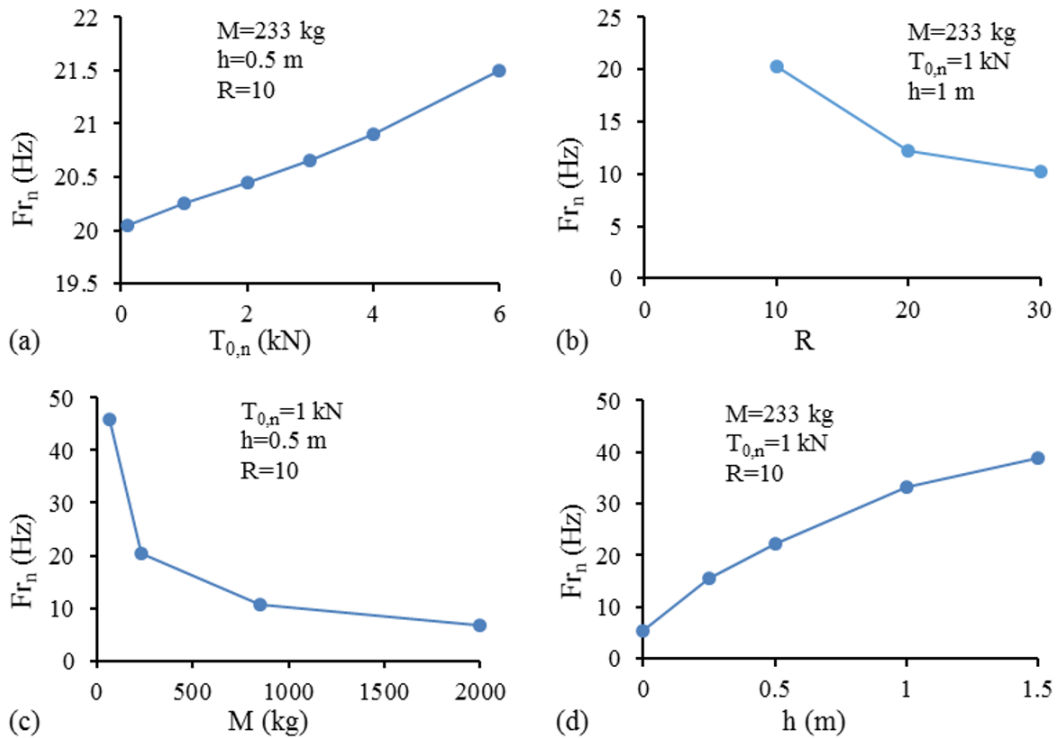 22
21.5
21
20.5
20
19.5
0
2
4
6
Fr_n (Hz)
T_0,n (kN)
M=233 kg
h=0.5 m
R=10
(a)
25
20
15
10
5
0
0
10
20
30
Fr_n (Hz)
R
M=233 kg
T_0,n=1 kN
h=1 m
(b)
50
40
30
20
10
0
0
500
1000
1500
2000
Fr_n (Hz)
M (kg)
T_0,n=1 kN
h=0.5 m
R=10
(c)
50
40
30
20
10
0
0
0.5
1
1.5
Fr_n (Hz)
h (m)
M=233 kg
T_0,n=1 kN
R=10
(d)